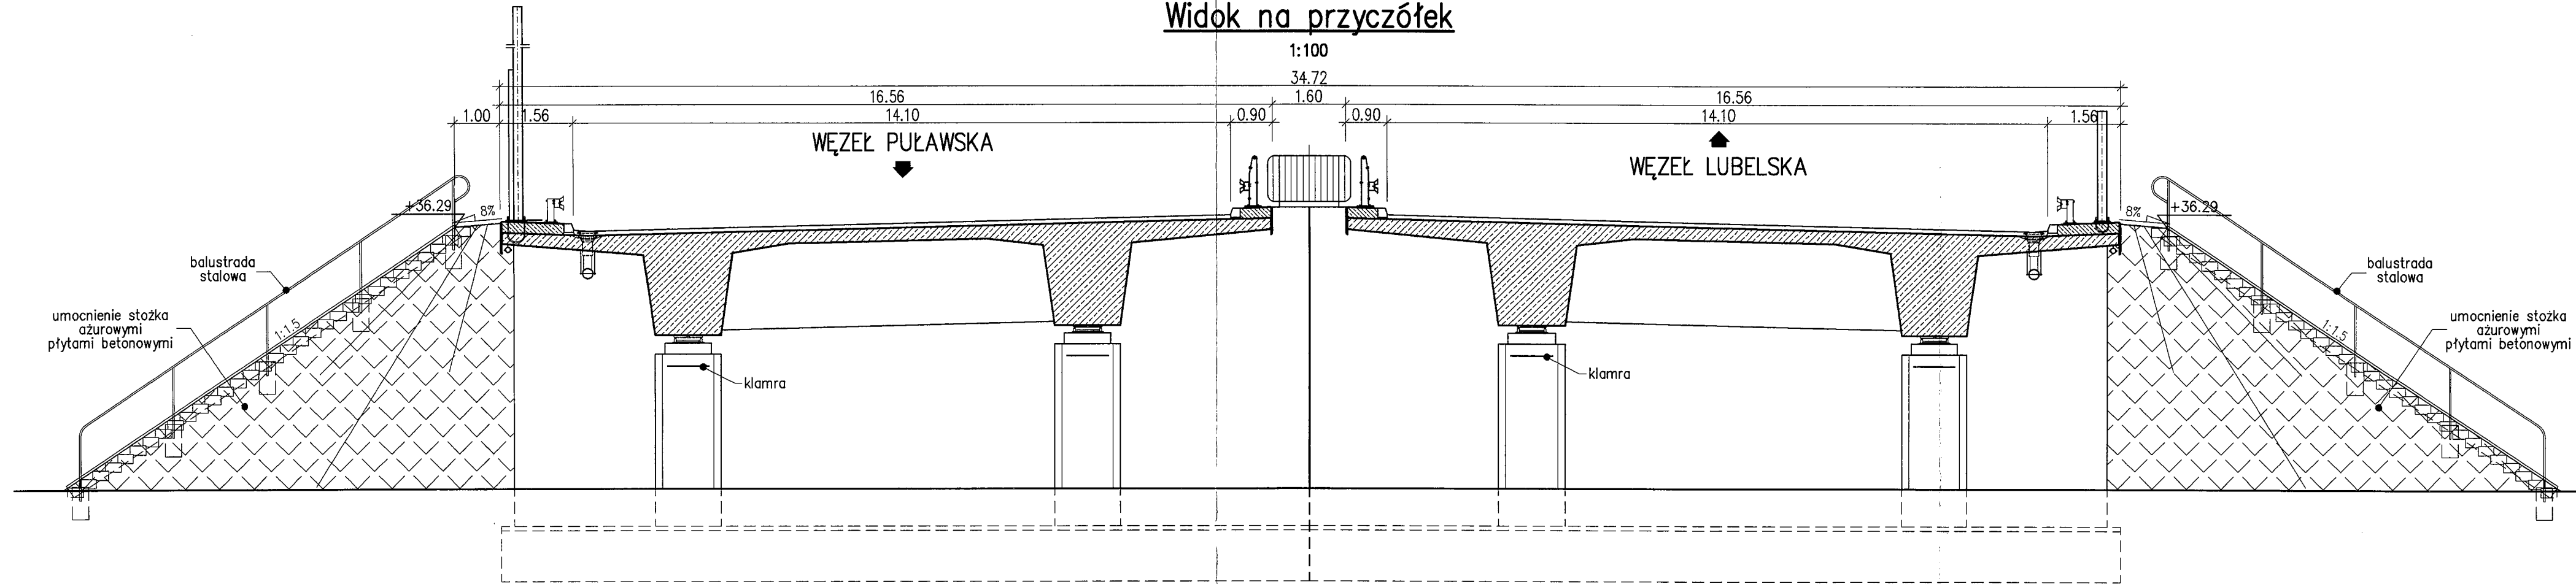 Widok na przyczółek
1:100
34.72
16.56
1.60
16.56
1.00
1.56
14.10
0.90
0.90
14.10
1.56
WĘZEŁ PUŁAWSKA
WĘZEŁ LUBELSKA
+36.29
8%
8%
+36.29
balustrada
stalowa
balustrada
stalowa
umocnienie stożka
ażurowymi
płytami betonowymi
1:1.5
1:1.5
umocnienie stożka
ażurowymi
płytami betonowymi
klamra
klamra